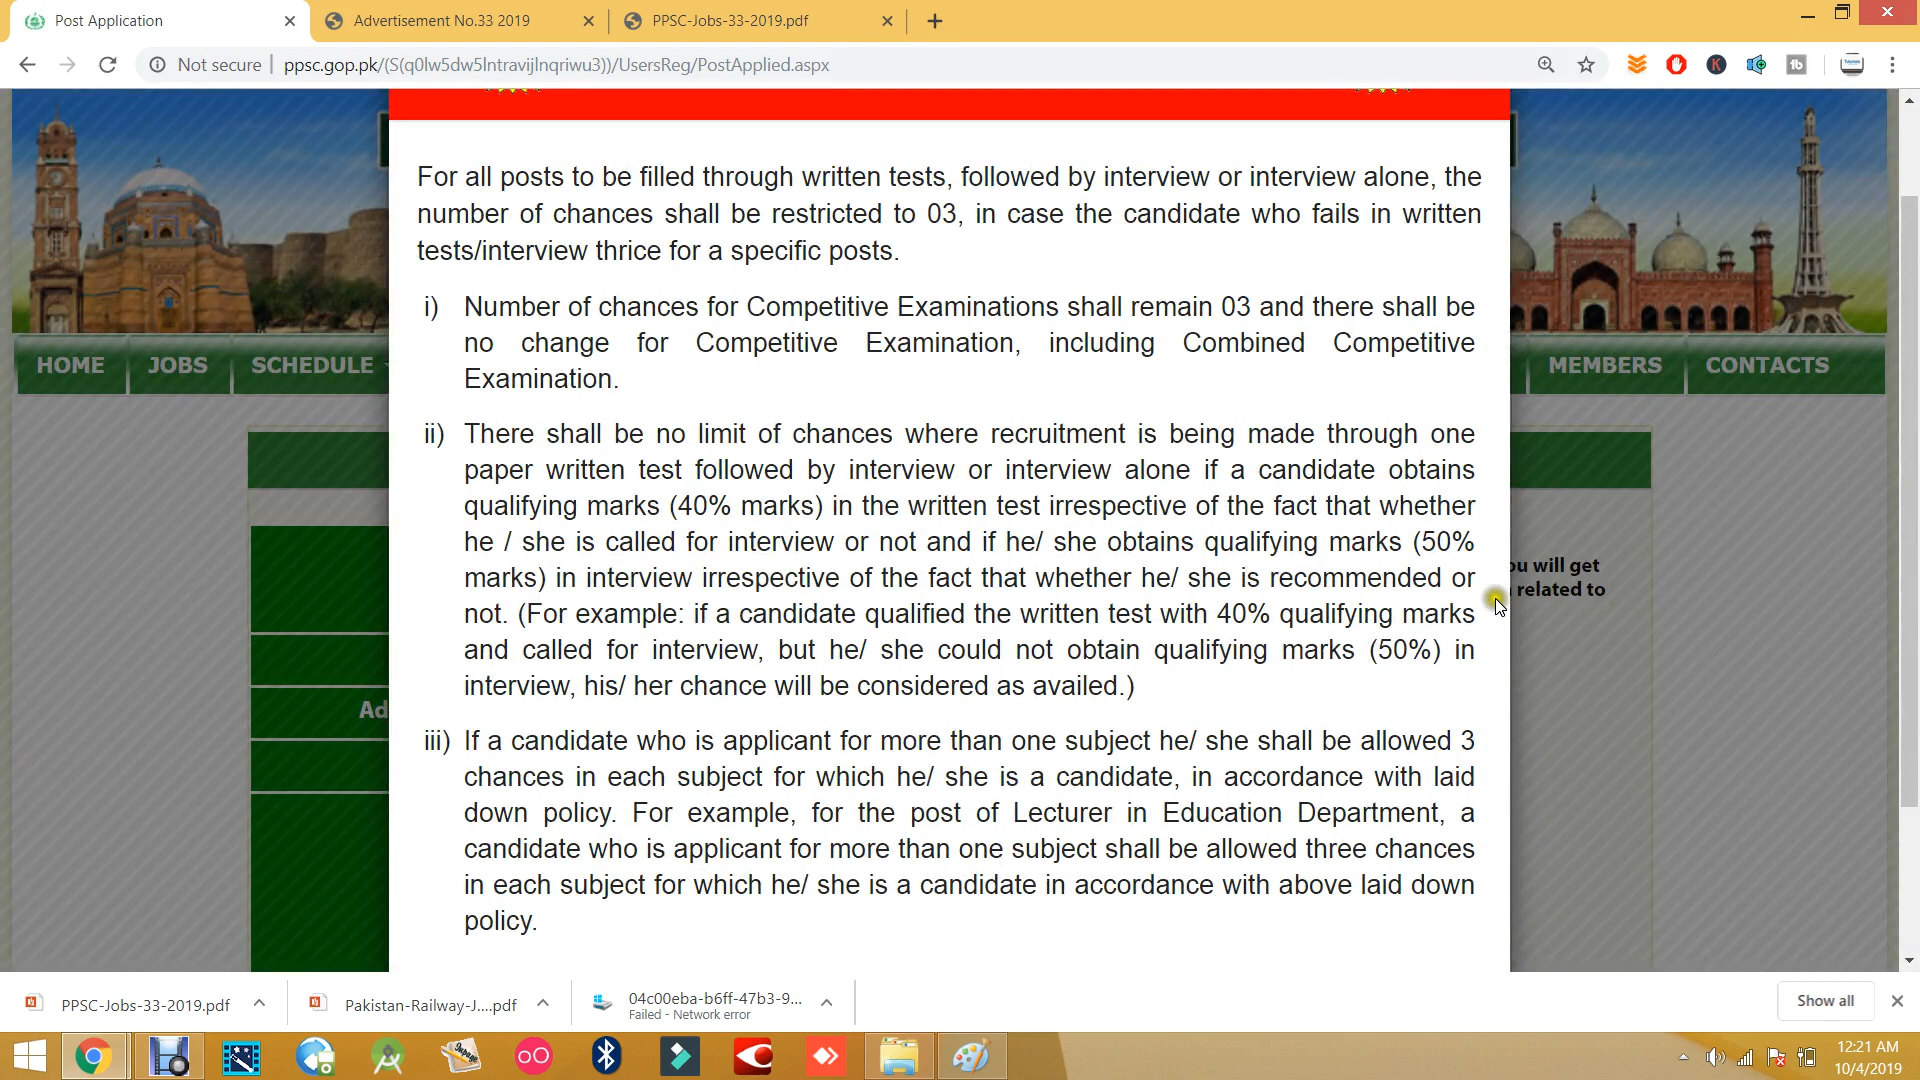 Post Application
Advertisement No.33 2019
PPSC-Jobs-33-2019.pdf
Not secure
ppsc.gop.pk/(S(q0lw5dw5lntravijlnqriwu3))/UsersReg/PostApplied.aspx
For all posts to be filled through written tests, followed by interview or interview alone, the
number of chances shall be restricted to 03, in case the candidate who fails in written
tests/interview thrice for a specific posts.
i) Number of chances for Competitive Examinations shall remain 03 and there shall be
no change for Competitive Examination, including Combined Competitive
Examination.
HOME JOBS SCHEDULE MEMBERS CONTACTS
ii) There shall be no limit of chances where recruitment is being made through one
paper written test followed by interview or interview alone if a candidate obtains
qualifying marks (40% marks) in the written test irrespective of the fact that whether
he / she is called for interview or not and if he/ she obtains qualifying marks (50%
marks) in interview irrespective of the fact that whether he/ she is recommended or
not. (For example: if a candidate qualified the written test with 40% qualifying marks
and called for interview, but he/ she could not obtain qualifying marks (50%) in
interview, his/ her chance will be considered as availed.)
ou will get
related to
Ad
iii) If a candidate who is applicant for more than one subject he/ she shall be allowed 3
chances in each subject for which he/ she is a candidate, in accordance with laid
down policy. For example, for the post of Lecturer in Education Department, a
candidate who is applicant for more than one subject shall be allowed three chances
in each subject for which he/ she is a candidate in accordance with above laid down
policy.
PPSC-Jobs-33-2019.pdf
Pakistan-Railway-J....pdf
04c00eba-b6ff-47b3-9...
Failed - Network error
Show all
12:21 AM
10/4/2019